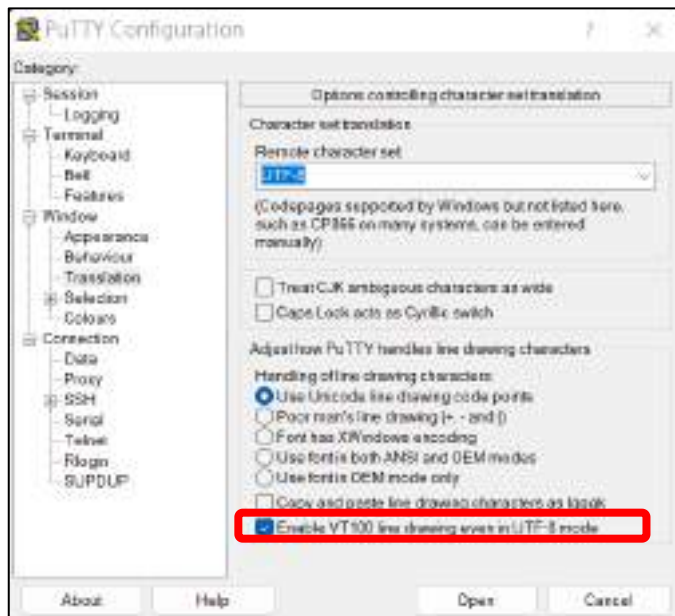 PuTTY Configuration
?
Category:
Session
Logging
Terminal
Keyboard
Bell
Features
Window
Appearance
Behaviour
Translation
Selection
Colours
Connection
Data
Proxy
SSH
Serial
Telnet
Rlogin
SUPDUP
Options controlling character set translation
Character set translation
Remote character set
UTF-8
(Codepages supported by Windows but not listed here,
such as CP866 on many systems, can be entered
manually)
Treat CJK ambiguous characters as wide
Caps Lock acts as Cyrillic switch
Adjust how PuTTY handles line drawing characters
Handling of line drawing characters:
Use Unicode line drawing code points
Poor man's line drawing (+, - and |)
Font has XWindows encoding
Use font in both ANSI and OEM modes
Use font in OEM mode only
Copy and paste line drawing characters as lqqqk
Enable VT100 line drawing even in UTF-8 mode
About
Help
Open
Cancel